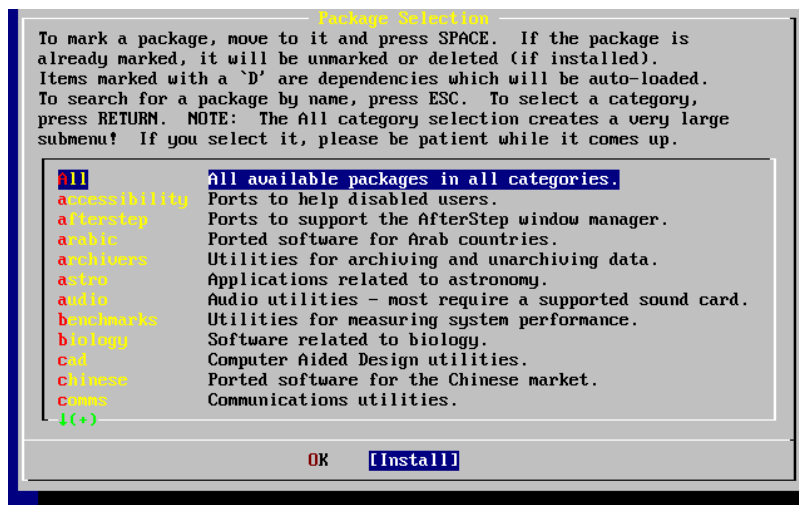 Package Selection
To mark a package, move to it and press SPACE.  If the package is
already marked, it will be unmarked or deleted (if installed).
Items marked with a `D' are dependencies which will be auto-loaded.
To search for a package by name, press ESC.  To select a category,
press RETURN.  NOTE:  The All category selection creates a very large
submenu!  If you select it, please be patient while it comes up.
All All available packages in all categories.
accessibility Ports to help disabled users.
afterstep Ports to support the AfterStep window manager.
arabic Ported software for Arab countries.
archivers Utilities for archiving and unarchiving data.
astro Applications related to astronomy.
audio Audio utilities - most require a supported sound card.
benchmarks Utilities for measuring system performance.
biology Software related to biology.
cad Computer Aided Design utilities.
chinese Ported software for the Chinese market.
comms Communications utilities.
↓(+)
OK [Install]